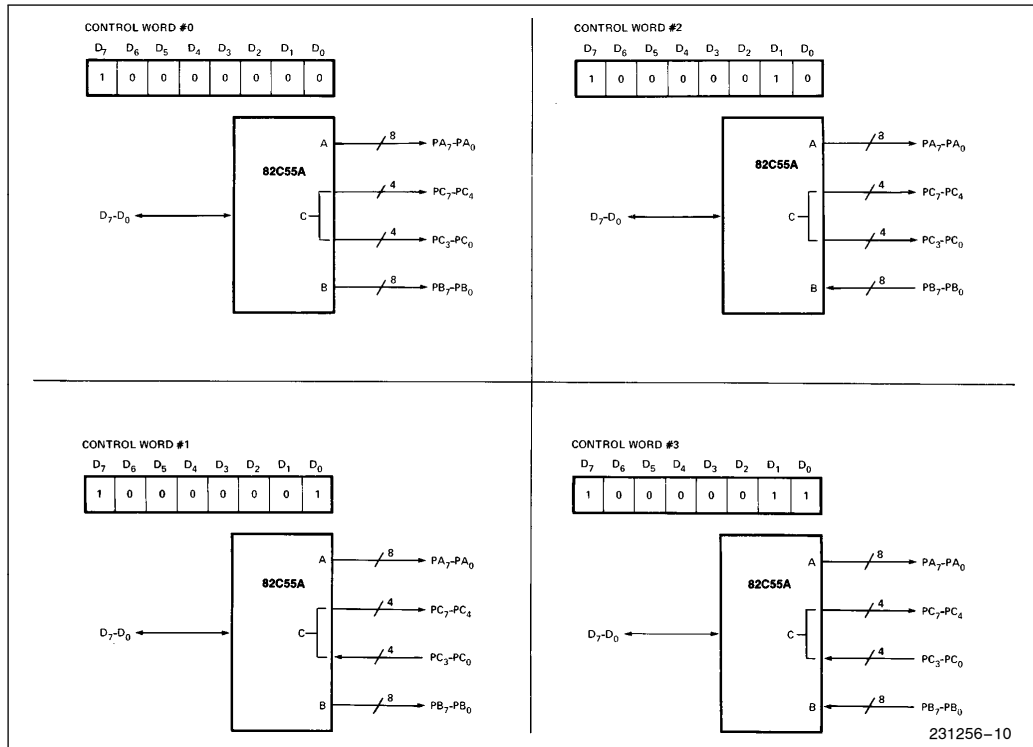 CONTROL WORD #0
D7 D6 D5 D4 D3 D2 D1 D0
1 0 0 0 0 0 0 0
A 8 PA7-PA0
82C55A
4 PC7-PC4
D7-D0 C
4 PC3-PC0
B 8 PB7-PB0
CONTROL WORD #2
D7 D6 D5 D4 D3 D2 D1 D0
1 0 0 0 0 0 1 0
A 8 PA7-PA0
82C55A
4 PC7-PC4
D7-D0 C
4 PC3-PC0
B 8 PB7-PB0
CONTROL WORD #1
D7 D6 D5 D4 D3 D2 D1 D0
1 0 0 0 0 0 0 1
A 8 PA7-PA0
82C55A
4 PC7-PC4
D7-D0 C
4 PC3-PC0
B 8 PB7-PB0
CONTROL WORD #3
D7 D6 D5 D4 D3 D2 D1 D0
1 0 0 0 0 0 1 1
A 8 PA7-PA0
82C55A
4 PC7-PC4
D7-D0 C
4 PC3-PC0
B 8 PB7-PB0
231256–10